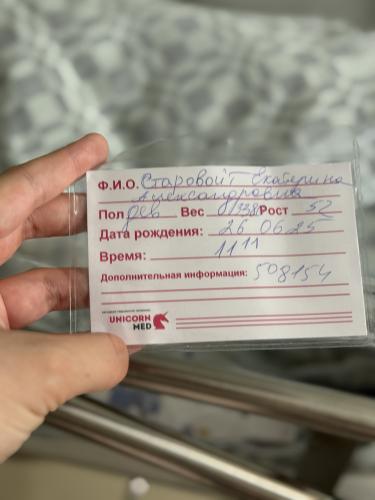 Ф.И.О. Старовойт Екатерина
Александровна
Пол дев Вес Рост 52
Дата рождения: 26 06 25
Время: 11 11
Дополнительная информация: 508154
UNICORN
MED